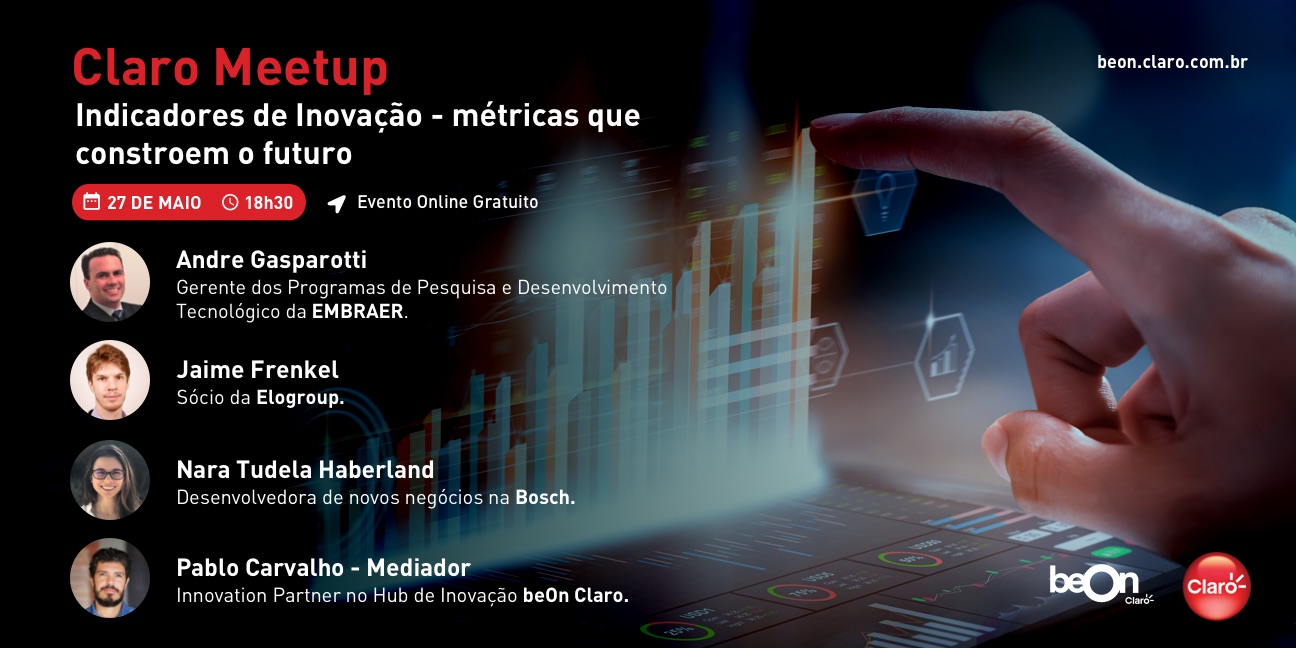 Claro Meetup
beon.claro.com.br
Indicadores de Inovação - métricas que
constroem o futuro
27 DE MAIO 18h30 Evento Online Gratuito
Andre Gasparotti
Gerente dos Programas de Pesquisa e Desenvolvimento
Tecnológico da EMBRAER.
Jaime Frenkel
Sócio da Elogroup.
Nara Tudela Haberland
Desenvolvedora de novos negócios na Bosch.
Pablo Carvalho - Mediador
Innovation Partner no Hub de Inovação beOn Claro.
beOn
Claro
Claro